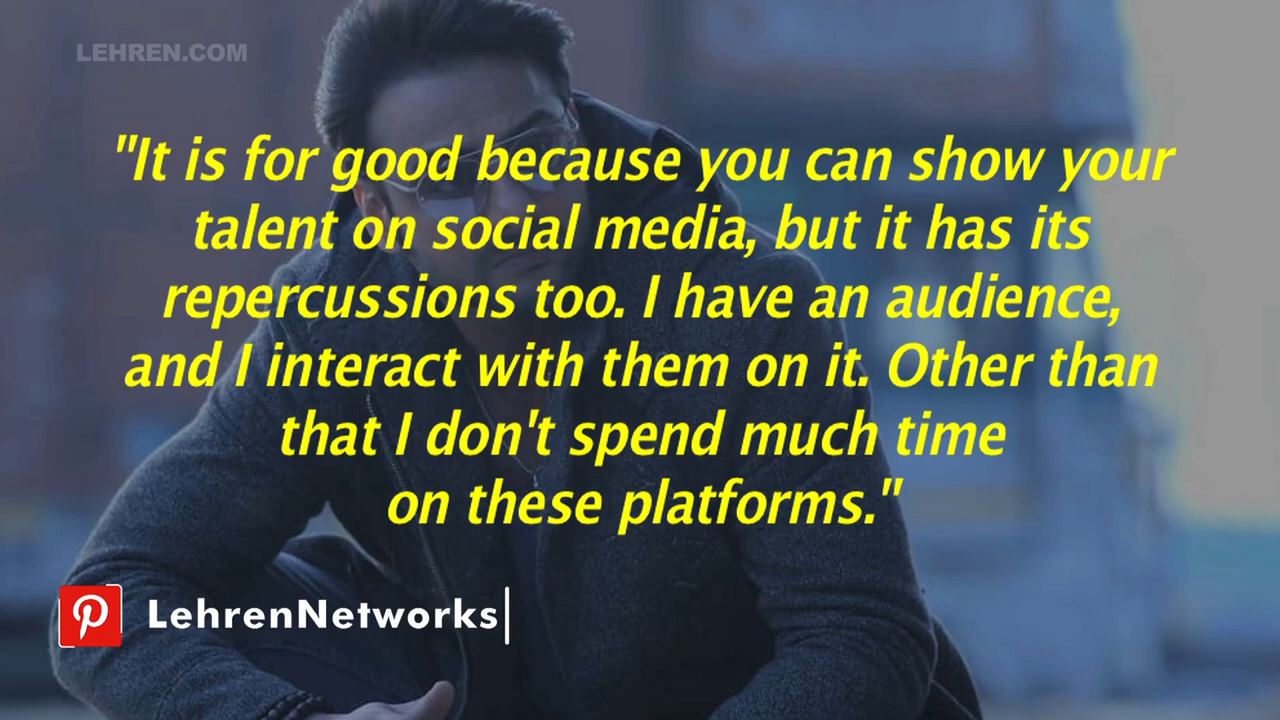 LEHREN.COM
"It is for good because you can show your
talent on social media, but it has its
repercussions too. I have an audience,
and I interact with them on it. Other than
that I don't spend much time
on these platforms."
LehrenNetworks